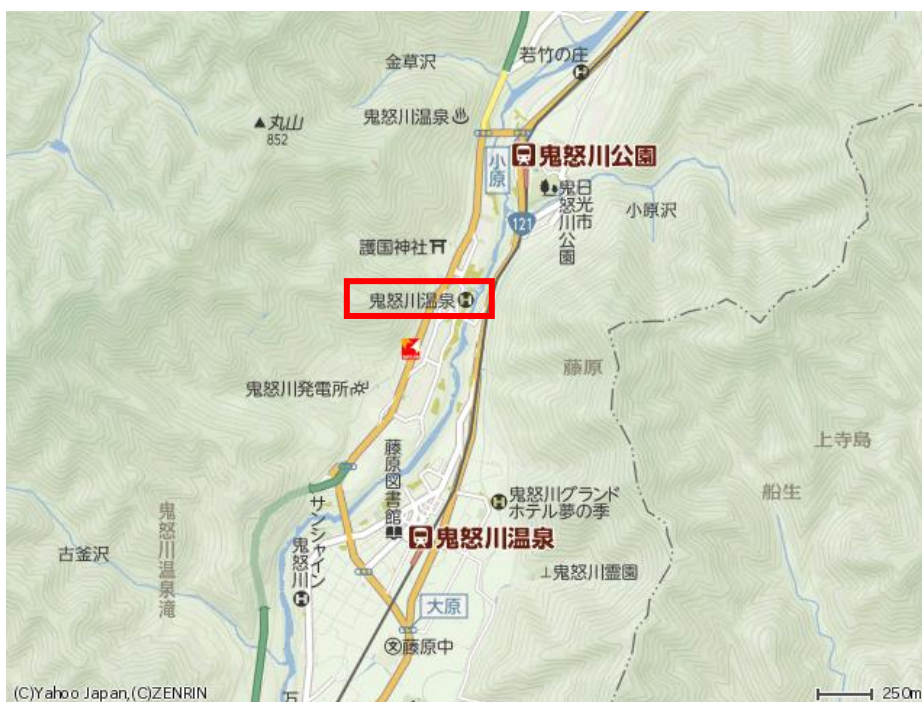 金草沢
若竹の庄
▲丸山
852
鬼怒川温泉
小原
鬼怒川公園
日光市
鬼怒川公園
小原沢
121
護国神社
鬼怒川温泉
藤原
鬼怒川発電所
上寺島
船生
藤原図書館
鬼怒川グランド
ホテル夢の季
サンシャイン
鬼怒川
鬼怒川温泉滝
古釜沢
鬼怒川温泉
鬼怒川霊園
大原
文藤原中
万
(C)Yahoo Japan,(C)ZENRIN
250m